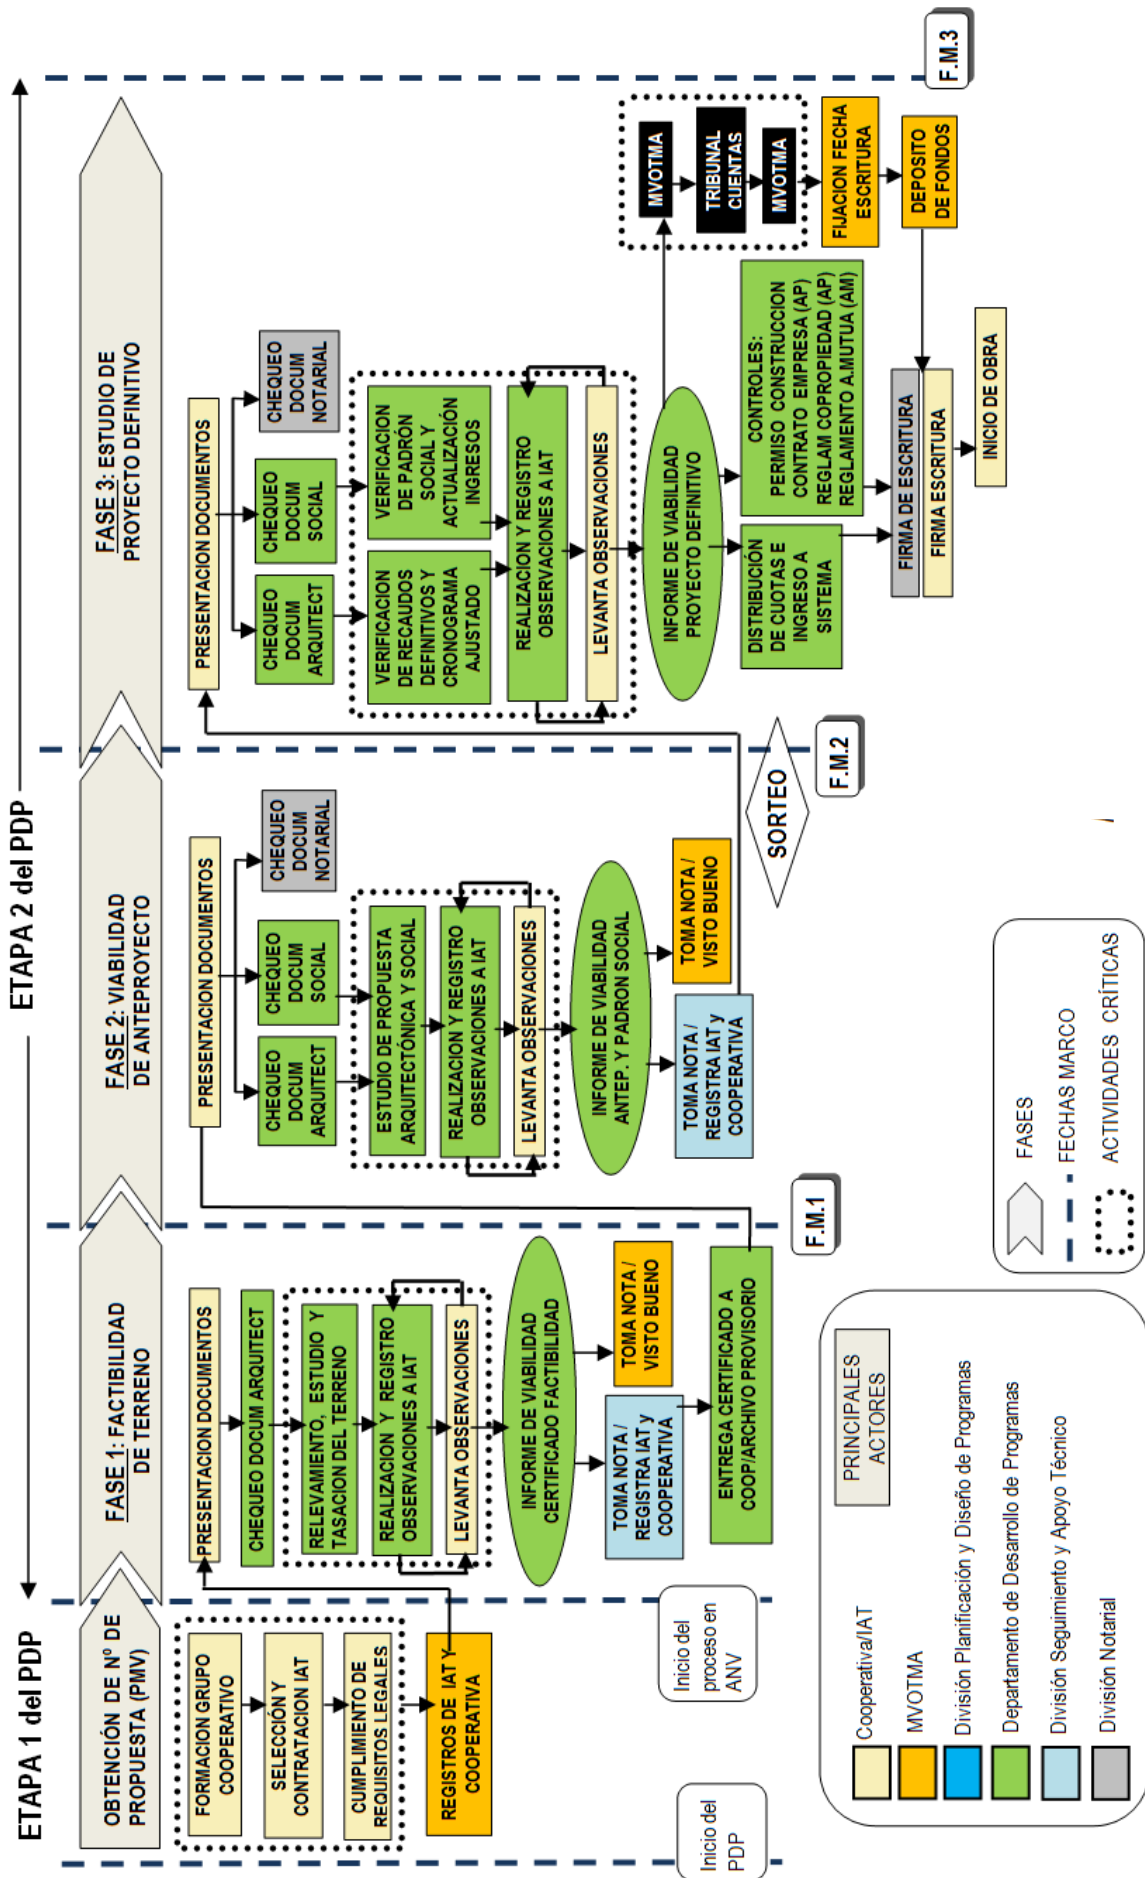 ETAPA 1 del PDP
ETAPA 2 del PDP
OBTENCIÓN DE Nº DE
PROPUESTA (PMV)
FASE 1: FACTIBILIDAD
DE TERRENO
FASE 2: VIABILIDAD
DE ANTEPROYECTO
FASE 3: ESTUDIO DE
PROYECTO DEFINITIVO
FORMACION GRUPO
COOPERATIVO
SELECCIÓN Y
CONTRATACION IAT
CUMPLIMIENTO DE
REQUISITOS LEGALES
REGISTROS DE IAT Y
COOPERATIVA
Inicio del
PDP
Inicio del
proceso en
ANV
PRESENTACION DOCUMENTOS
CHEQUEO DOCUM ARQUITECT
RELEVAMIENTO, ESTUDIO Y
TASACION DEL TERRENO
REALIZACION Y REGISTRO
OBSERVACIONES A IAT
LEVANTA OBSERVACIONES
INFORME DE VIABILIDAD
CERTIFICADO FACTIBILIDAD
TOMA NOTA /
REGISTRA IAT y
COOPERATIVA
TOMA NOTA /
VISTO BUENO
ENTREGA CERTIFICADO A
COOP/ARCHIVO PROVISORIO
F.M.1
PRESENTACION DOCUMENTOS
CHEQUEO
DOCUM
ARQUITECT
CHEQUEO
DOCUM
SOCIAL
CHEQUEO
DOCUM
NOTARIAL
ESTUDIO DE PROPUESTA
ARQUITECTÓNICA Y SOCIAL
REALIZACION Y REGISTRO
OBSERVACIONES A IAT
LEVANTA OBSERVACIONES
INFORME DE VIABILIDAD
ANTEP. Y PADRON SOCIAL
TOMA NOTA /
REGISTRA IAT y
COOPERATIVA
TOMA NOTA /
VISTO BUENO
SORTEO
F.M.2
PRESENTACION DOCUMENTOS
CHEQUEO
DOCUM
ARQUITECT
CHEQUEO
DOCUM
SOCIAL
CHEQUEO
DOCUM
NOTARIAL
VERIFICACION
DE RECAUDOS
DEFINITIVOS Y
CRONOGRAMA
AJUSTADO
VERIFICACION
DE PADRÓN
SOCIAL Y
ACTUALIZACIÓN
INGRESOS
REALIZACION Y REGISTRO
OBSERVACIONES A IAT
LEVANTA OBSERVACIONES
INFORME DE VIABILIDAD
PROYECTO DEFINITIVO
DISTRIBUCIÓN
DE CUOTAS E
INGRESO A
SISTEMA
CONTROLES:
PERMISO CONSTRUCCION
CONTRATO EMPRESA (AP)
REGLAM COPROPIEDAD (AP)
REGLAMENTO A.MUTUA (AM)
MVOTMA
TRIBUNAL
CUENTAS
MVOTMA
FIJACION FECHA
ESCRITURA
DEPOSITO
DE FONDOS
FIRMA DE ESCRITURA
FIRMA ESCRITURA
INICIO DE OBRA
F.M.3
PRINCIPALES
ACTORES
Cooperativa/IAT
MVOTMA
División Planificación y Diseño de Programas
Departamento de Desarrollo de Programas
División Seguimiento y Apoyo Técnico
División Notarial
FASES
FECHAS MARCO
ACTIVIDADES CRÍTICAS